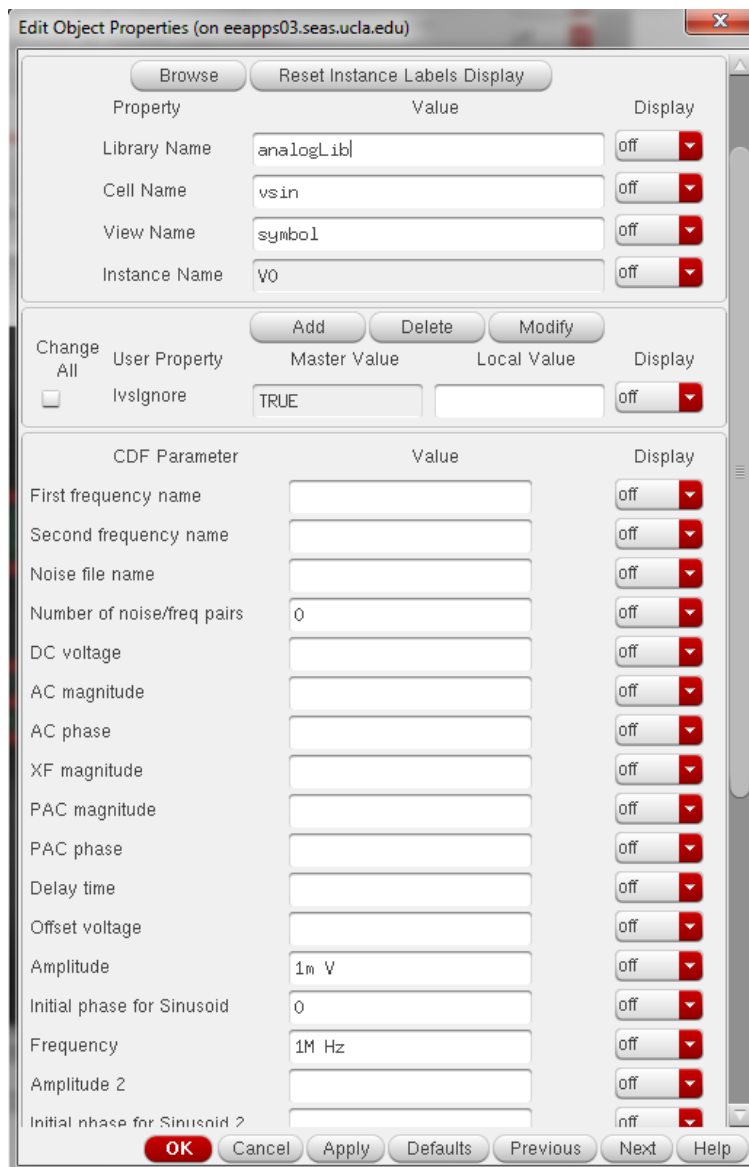 Edit Object Properties (on eeapps03.seas.ucla.edu)
Browse Reset Instance Labels Display
Property Value Display
Library Name analogLib off
Cell Name vsin off
View Name symbol off
Instance Name V0 off
Add Delete Modify
Change All User Property Master Value Local Value Display
lvsIgnore TRUE off
CDF Parameter Value Display
First frequency name off
Second frequency name off
Noise file name off
Number of noise/freq pairs 0 off
DC voltage off
AC magnitude off
AC phase off
XF magnitude off
PAC magnitude off
PAC phase off
Delay time off
Offset voltage off
Amplitude 1m V off
Initial phase for Sinusoid 0 off
Frequency 1M Hz off
Amplitude 2 off
Initial phase for Sinusoid 2 off
OK Cancel Apply Defaults Previous Next Help